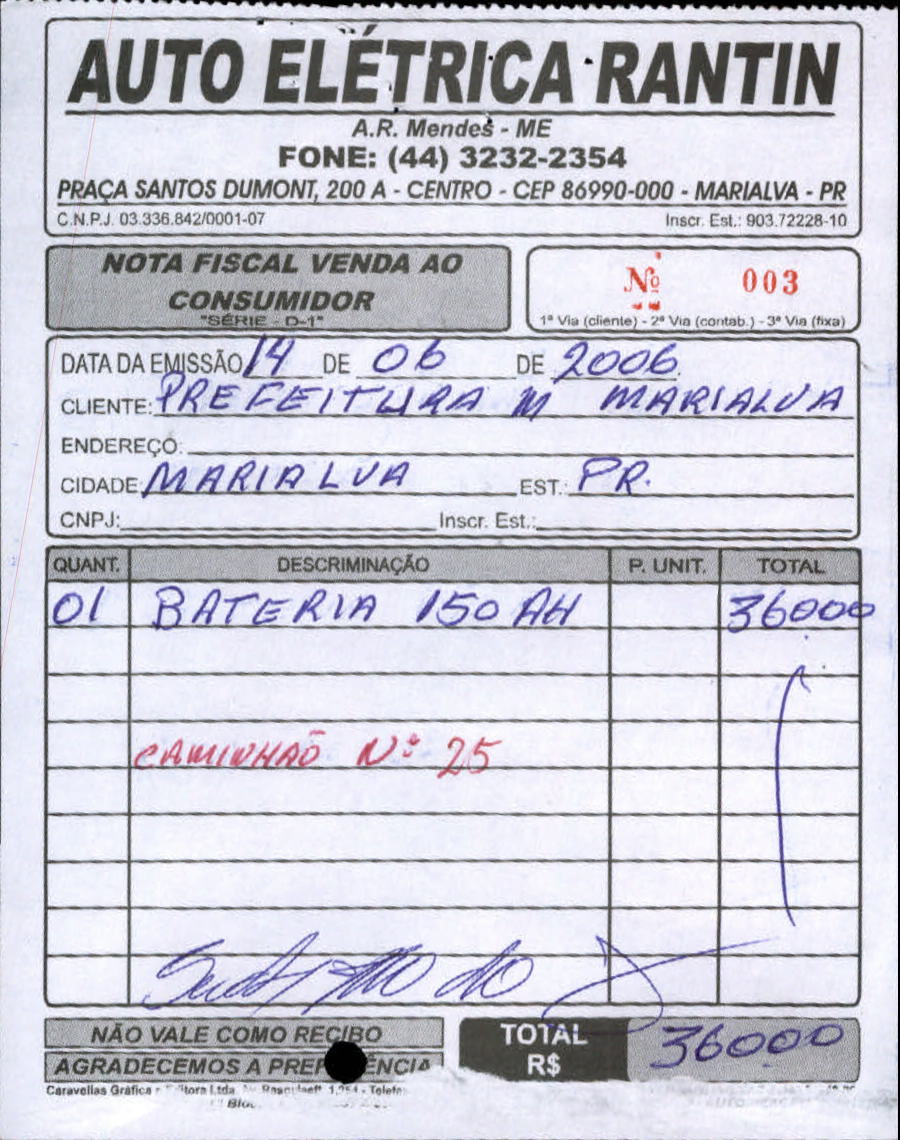 AUTO ELÉTRICA RANTIN
A.R. Mendes - ME
FONE: (44) 3232-2354
PRAÇA SANTOS DUMONT, 200 A - CENTRO - CEP 86990-000 - MARIALVA - PR
C.N.P.J. 03.336.842/0001-07 Inscr. Est.: 903.72228-10
NOTA FISCAL VENDA AO
CONSUMIDOR
"SÉRIE - D-1"
Nº 003
1ª Via (cliente) - 2ª Via (contab.) - 3ª Via (fixa)
DATA DA EMISSÃO 14 DE 06 DE 2006
CLIENTE: PREFEITURA M MARIALVA
ENDEREÇO:
CIDADE: MARIALVA EST.: PR.
CNPJ: Inscr. Est.:
QUANT. DESCRIMINAÇÃO P. UNIT. TOTAL
01 BATERIA 150 AH 36000
CAMINHÃO Nº 25
NÃO VALE COMO RECIBO
AGRADECEMOS A
TOTAL
R$ 36000
Caravellas Gráfica